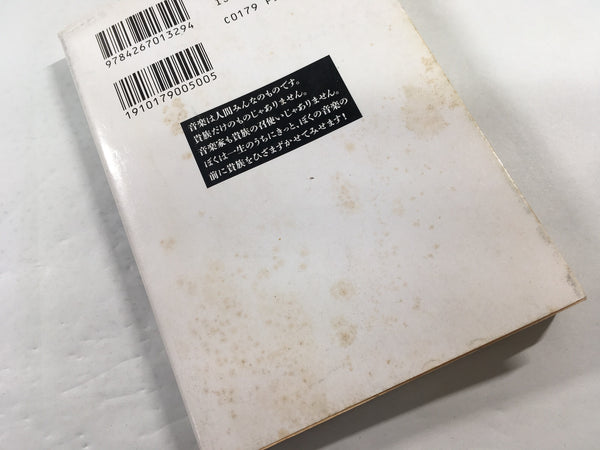 IS
C0179 P
9784267013294
1910179005005
音楽は人間みんなのものです。
貴族だけのものじゃありません。
音楽家も貴族の召使いじゃありません。
ぼくは一生のうちにきっと、ぼくの音楽の
前に貴族をひざまずかせてみせます!